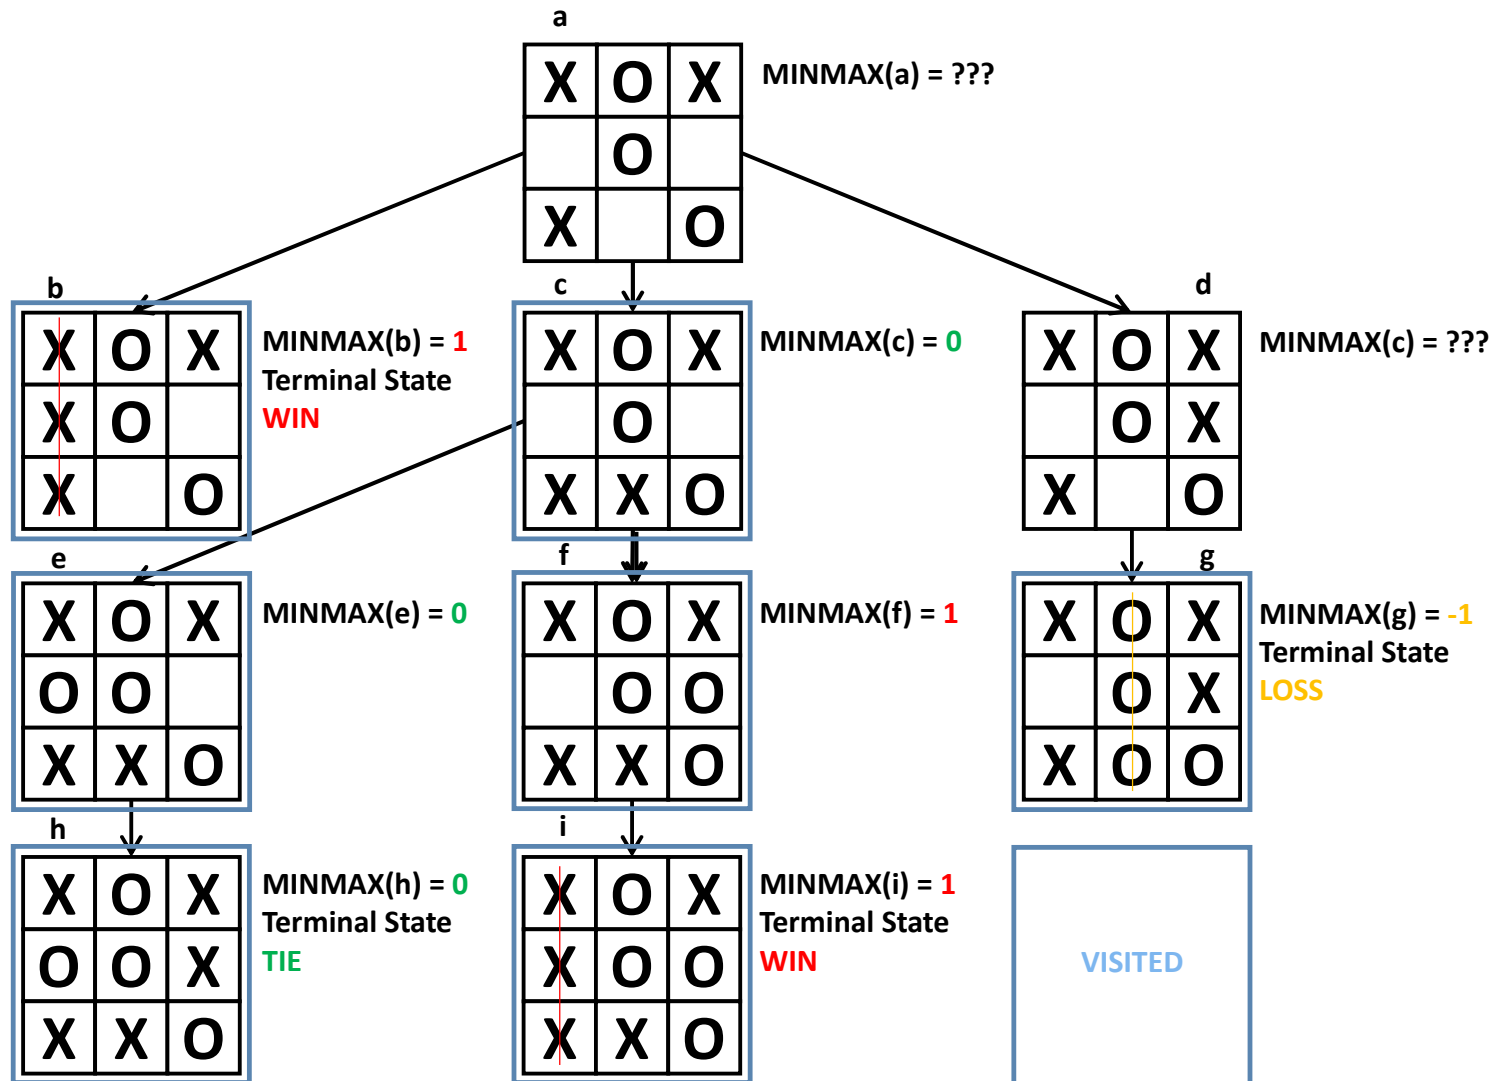 a
X O X
MINMAX(a) = ???
O
X O
b
c
d
X O X
MINMAX(b) = 1
Terminal State
WIN
X O
X O
X O X
MINMAX(c) = 0
O
X X O
X O X
MINMAX(c) = ???
O X
X O
e
f
g
X O X
MINMAX(e) = 0
O O
X X O
X O X
MINMAX(f) = 1
O O
X X O
X O X
MINMAX(g) = -1
Terminal State
LOSS
O X
X O O
h
i
X O X
MINMAX(h) = 0
Terminal State
TIE
O O X
X X O
X O X
MINMAX(i) = 1
Terminal State
WIN
X O O
X X O
VISITED